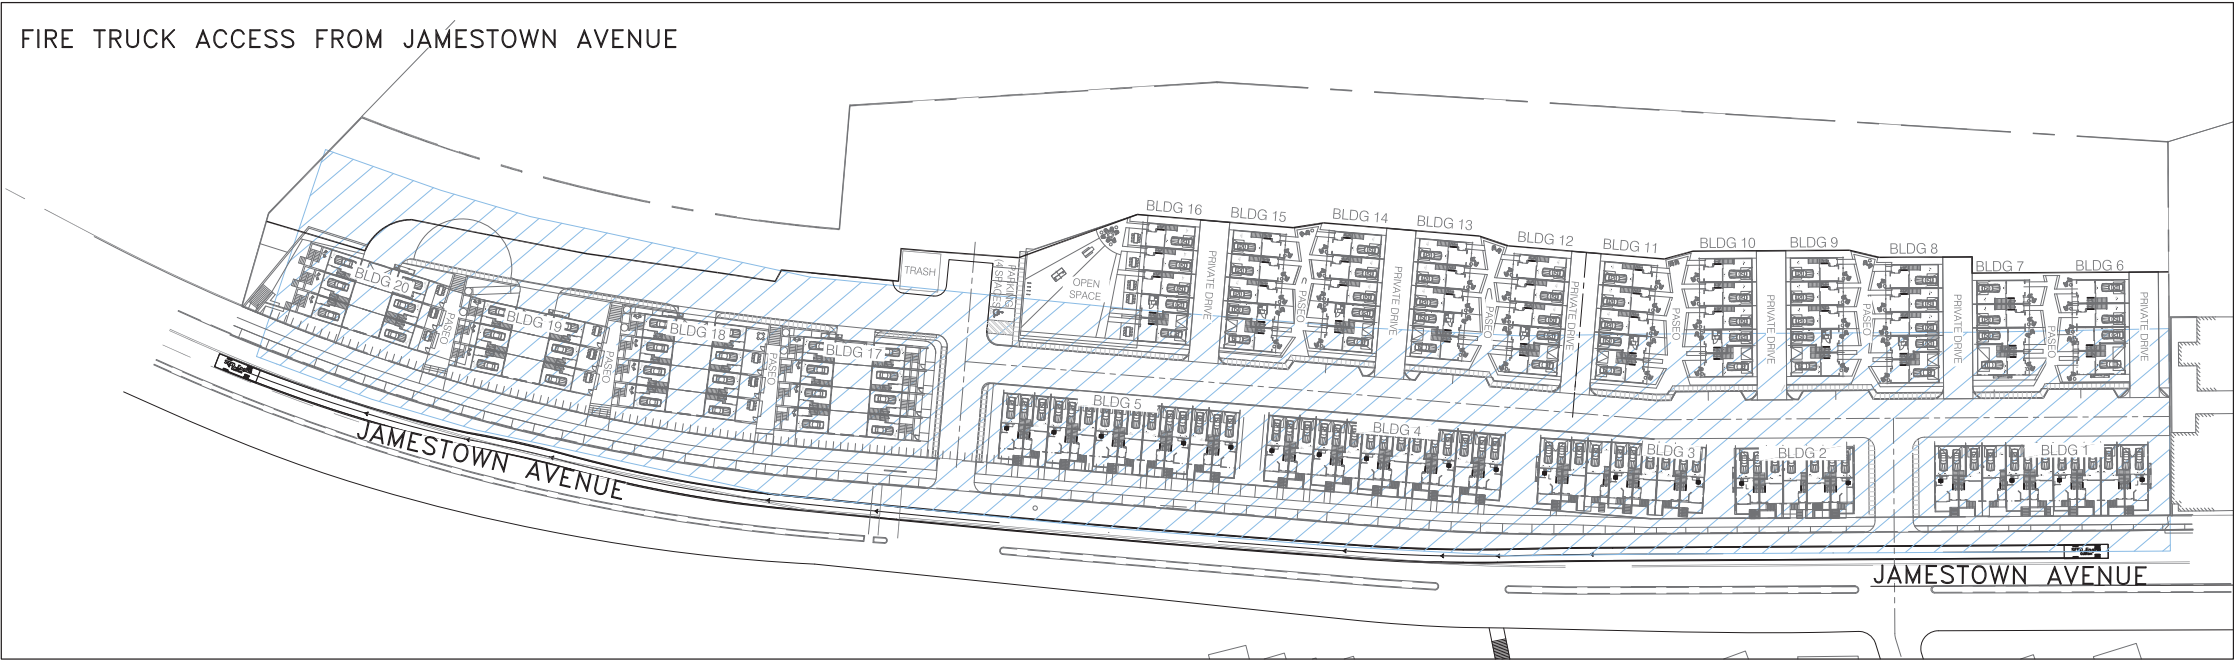 FIRE TRUCK ACCESS FROM JAMESTOWN AVENUE
BLDG 16
BLDG 15
BLDG 14
BLDG 13
BLDG 12
BLDG 11
BLDG 10
BLDG 9
BLDG 8
BLDG 7
BLDG 6
TRASH
PARKING
(4 SPACES)
OPEN
SPACE
PRIVATE DRIVE
PASEO
PRIVATE DRIVE
PASEO
PRIVATE DRIVE
PASEO
PRIVATE DRIVE
PASEO
PRIVATE DRIVE
PASEO
PRIVATE DRIVE
BLDG 20
PASEO
BLDG 19
PASEO
BLDG 18
PASEO
BLDG 17
BLDG 5
BLDG 4
BLDG 3
BLDG 2
BLDG 1
JAMESTOWN AVENUE
JAMESTOWN AVENUE